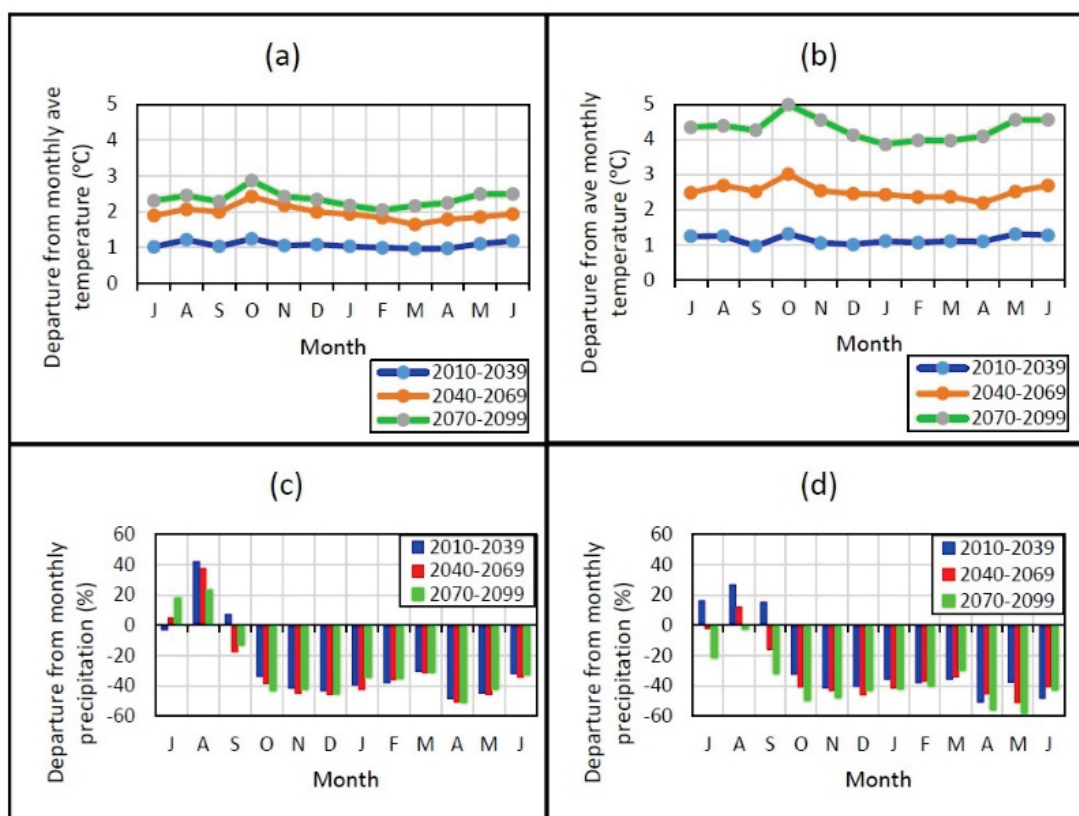 (a)
Departure from monthly ave
temperature (°C)
5
4
3
2
1
0
J A S O N D J F M A M J
Month
2010-2039
2040-2069
2070-2099
(b)
Departure from ave monthly
temperature (°C)
5
4
3
2
1
0
J A S O N D J F M A M J
Month
2010-2039
2040-2069
2070-2099
(c)
Departure from monthly
precipitation (%)
60
40
20
0
-20
-40
-60
2010-2039
2040-2069
2070-2099
J A S O N D J F M A M J
Month
(d)
Departure from monthly
precipitation (%)
60
40
20
0
-20
-40
-60
2010-2039
2040-2069
2070-2099
J A S O N D J F M A M J
Month